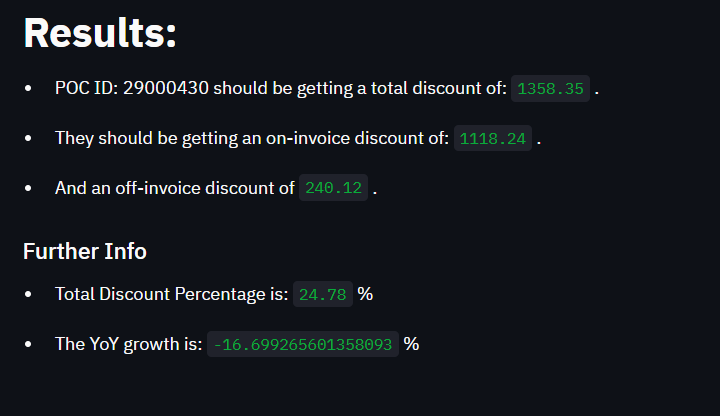 Results:
• POC ID: 29000430 should be getting a total discount of: 1358.35 .
• They should be getting an on-invoice discount of: 1118.24 .
• And an off-invoice discount of 240.12 .
Further Info
• Total Discount Percentage is: 24.78 %
• The YoY growth is: -16.699265601358093 %